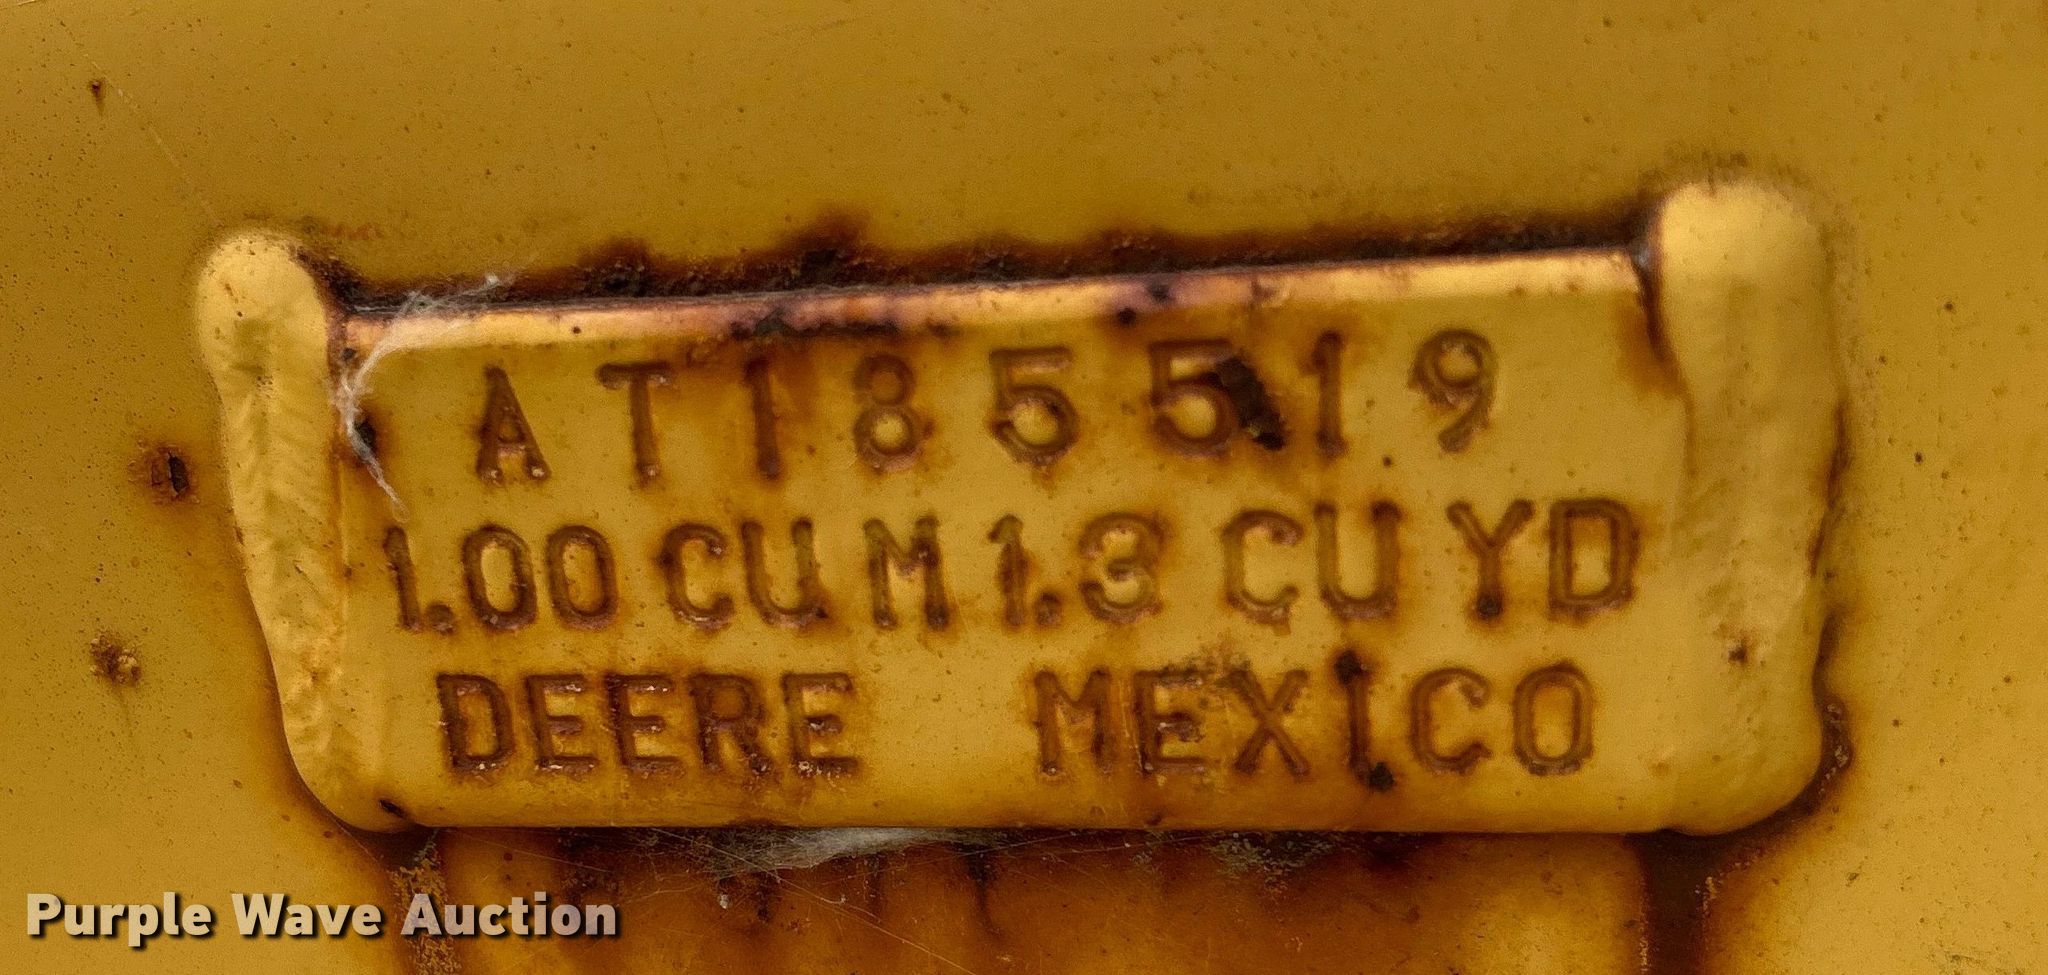 AT185519
1.00 CU M 1.3 CU YD
DEERE MEXICO
Purple Wave Auction